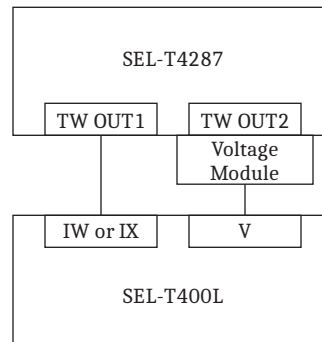 SEL-T4287
TW OUT1
TW OUT2
Voltage
Module
IW or IX
V
SEL-T400L